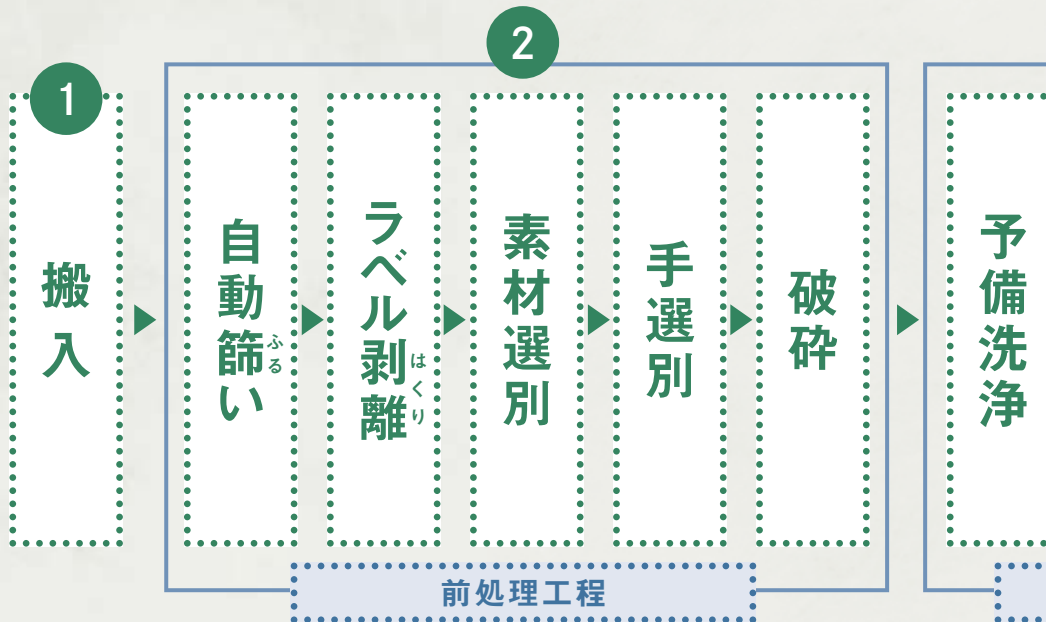 1
搬入
2
自動篩い
ふる
ラベル剥離
はくり
素材選別
手選別
破砕
前処理工程
予備洗浄